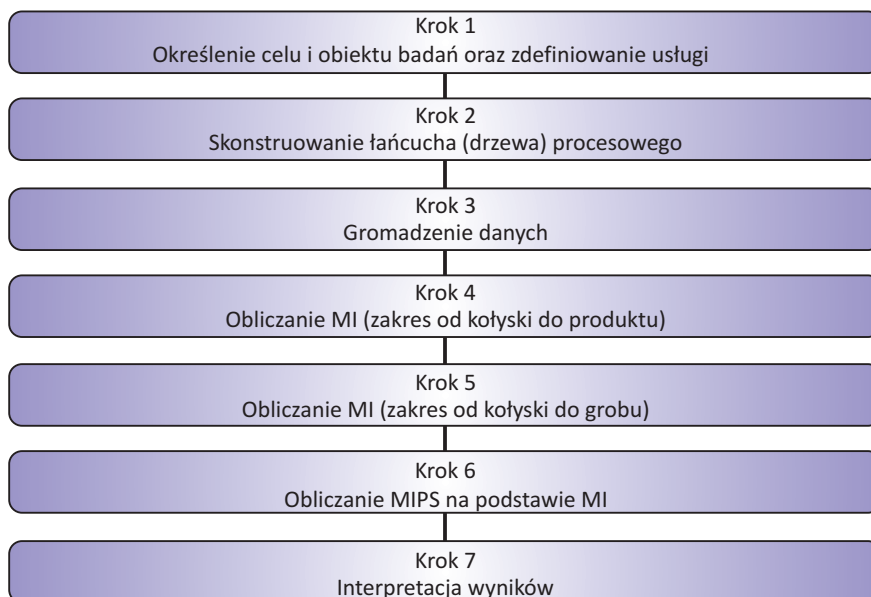 Krok 1
Określenie celu i obiektu badań oraz zdefiniowanie usługi
Krok 2
Skonstruowanie łańcucha (drzewa) procesowego
Krok 3
Gromadzenie danych
Krok 4
Obliczanie MI (zakres od kołyski do produktu)
Krok 5
Obliczanie MI (zakres od kołyski do grobu)
Krok 6
Obliczanie MIPS na podstawie MI
Krok 7
Interpretacja wyników